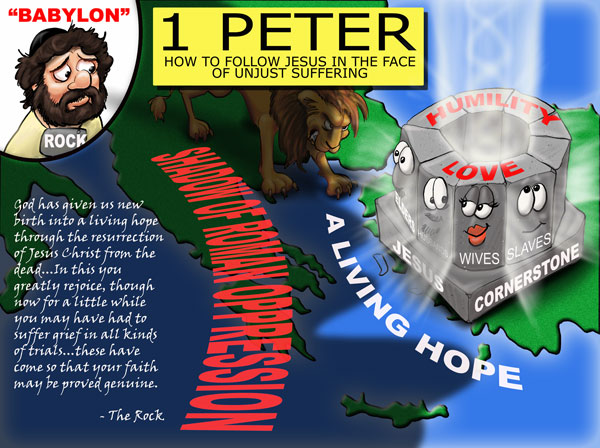 “BABYLON”
ROCK
1 PETER
HOW TO FOLLOW JESUS IN THE FACE
OF UNJUST SUFFERING
SHADOW OF ROMAN OPPRESSION
HUMILITY
LOVE
ELDERS
WIVES
SLAVES
JESUS
CORNERSTONE
A LIVING HOPE
God has given us new
birth into a living hope
through the resurrection
of Jesus Christ from the
dead...In this you
greatly rejoice, though
now for a little while
you may have had to
suffer grief in all kinds
of trials...these have
come so that your faith
may be proved genuine.
- The Rock